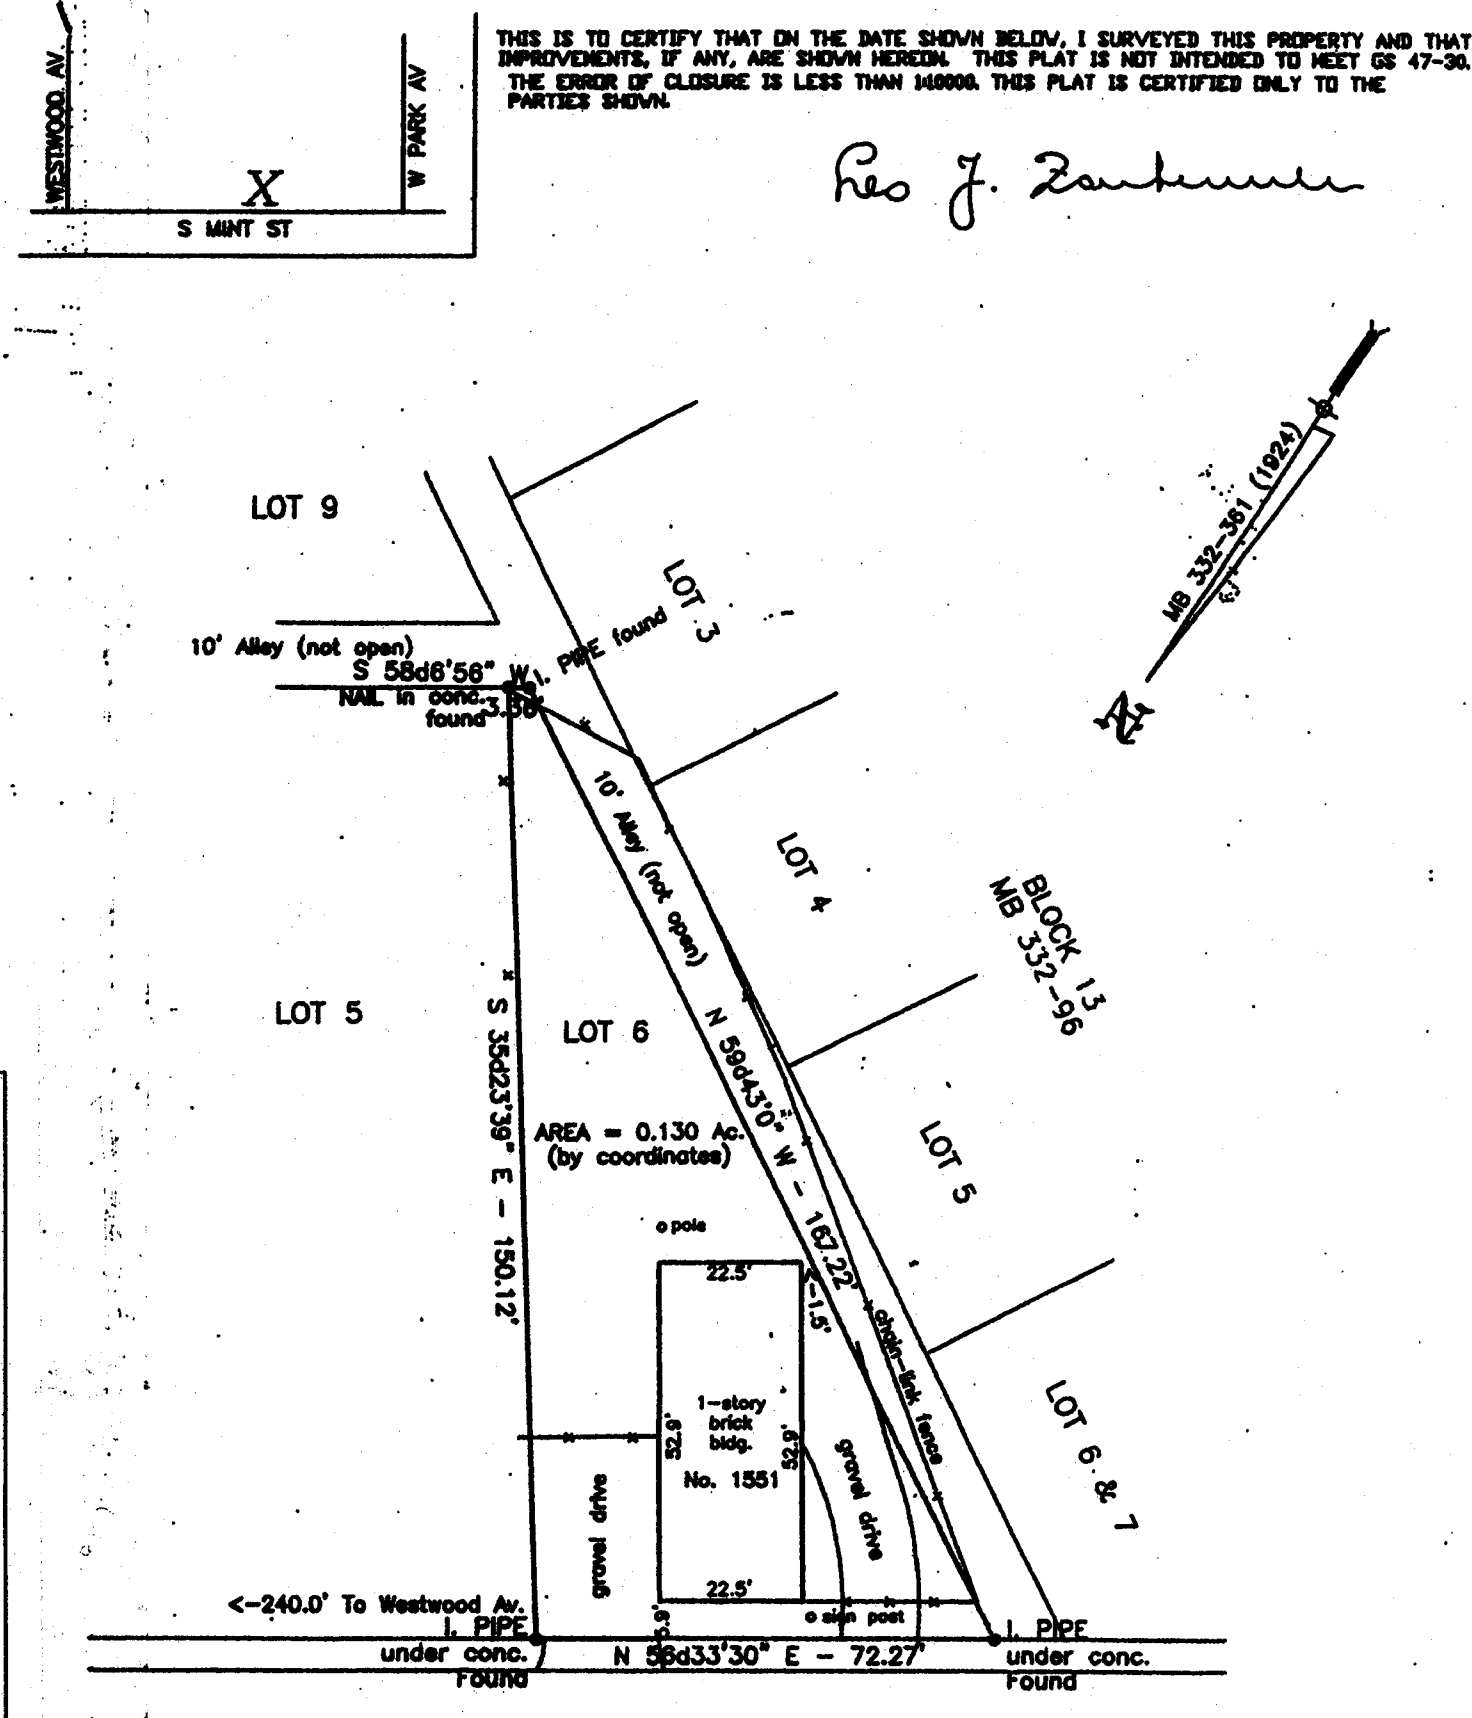 WESTWOOD AV.
W PARK AV
X
S MINT ST
THIS IS TO CERTIFY THAT ON THE DATE SHOWN BELOW, I SURVEYED THIS PROPERTY AND THAT
IMPROVEMENTS, IF ANY, ARE SHOWN HEREON. THIS PLAT IS NOT INTENDED TO MEET GS 47-30.
THE ERROR OF CLOSURE IS LESS THAN 1:10000. THIS PLAT IS CERTIFIED ONLY TO THE
PARTIES SHOWN.
MB 332-361 (1924)
N
LOT 9
LOT 3
10' Alley (not open)
S 58d6'56" W
I. PIPE found
NAIL in conc.
found
3.36'
10' Alley (not open)
LOT 4
BLOCK 13
MB 332-96
LOT 5
S 35d23'39" E - 150.12'
LOT 6
N 59d43'0" W - 167.22'
AREA = 0.130 Ac.
(by coordinates)
LOT 5
o pole
22.5'
<-1.5'
chain-link fence
1-story
brick
bldg.
No. 1551
52.9'
52.9'
gravel drive
gravel drive
LOT 6 & 7
22.5'
<-240.0' To Westwood Av.
o sign post
I. PIPE
under conc.
Found
N 56d33'30" E - 72.27'
I. PIPE
under conc.
Found